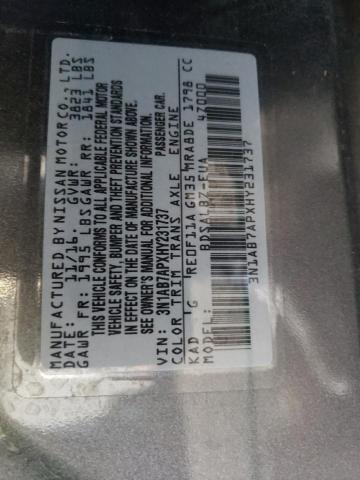 MANUFACTURED BY NISSAN MOTOR CO., LTD.
DATE: 11/16. GVWR: 3823 LBS
GAWR FR: 1995 LBS GAWR RR: 1841 LBS
THIS VEHICLE CONFORMS TO ALL APPLICABLE FEDERAL MOTOR
VEHICLE SAFETY, BUMPER AND THEFT PREVENTION STANDARDS
IN EFFECT ON THE DATE OF MANUFACTURE SHOWN ABOVE.
SEE OWNER'S MANUAL FOR ADDITIONAL INFORMATION.
VIN: 3N1AB7APXHY231737 PASSENGER CAR.
COLOR TRIM TRANS AXLE ENGINE
KAD G RE0F11A GM35 MRA8DE 1798 CC
MODEL: BDSALBZ-EUA 47000
3N1AB7APXHY231737